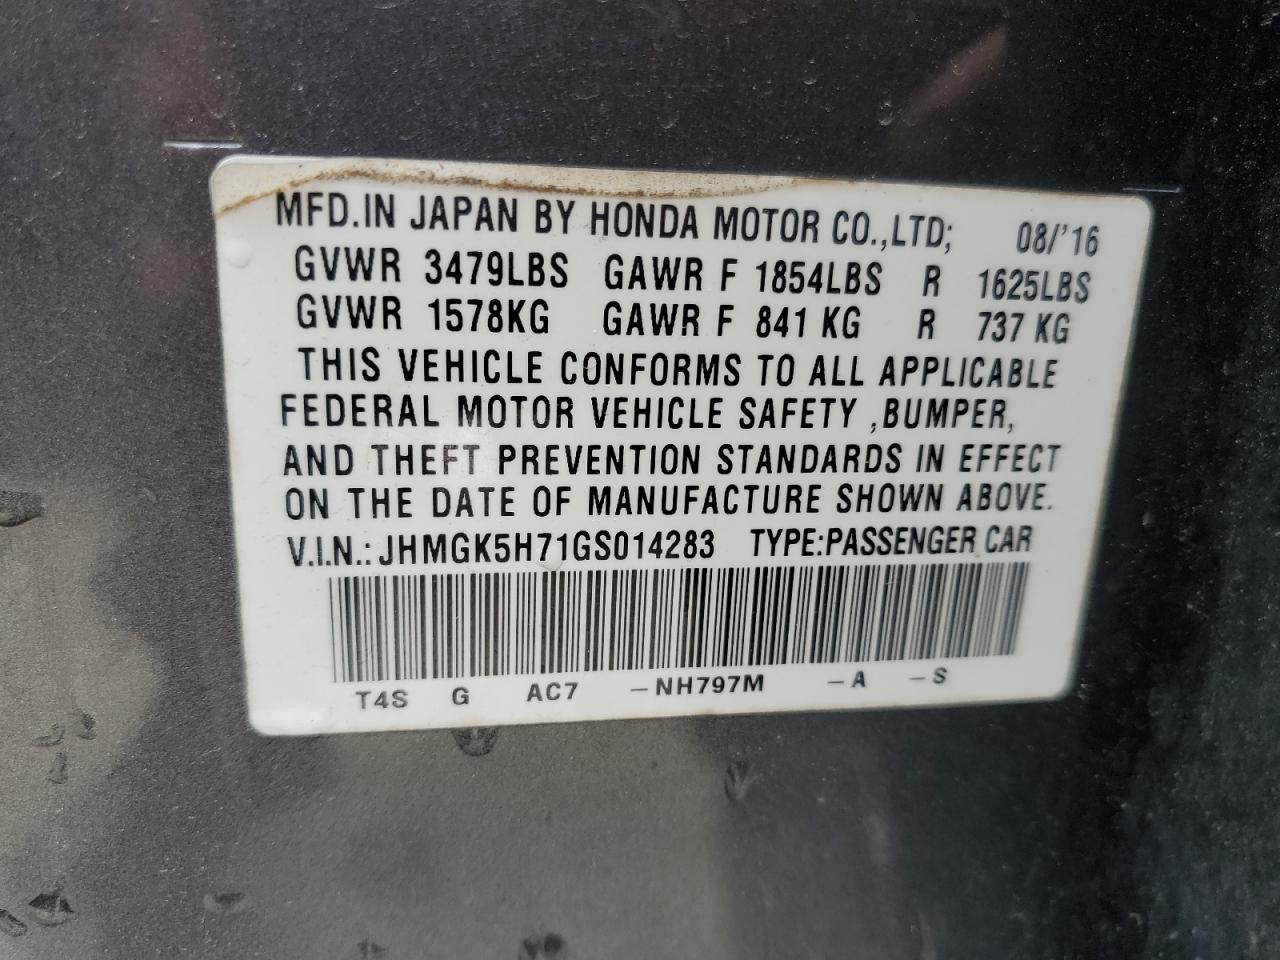 MFD.IN JAPAN BY HONDA MOTOR CO.,LTD; 08/'16
GVWR 3479LBS GAWR F 1854LBS R 1625LBS
GVWR 1578KG GAWR F 841 KG R 737 KG
THIS VEHICLE CONFORMS TO ALL APPLICABLE
FEDERAL MOTOR VEHICLE SAFETY ,BUMPER,
AND THEFT PREVENTION STANDARDS IN EFFECT
ON THE DATE OF MANUFACTURE SHOWN ABOVE.
V.I.N.: JHMGK5H71GS014283 TYPE:PASSENGER CAR
T4S G AC7 -NH797M -A -S